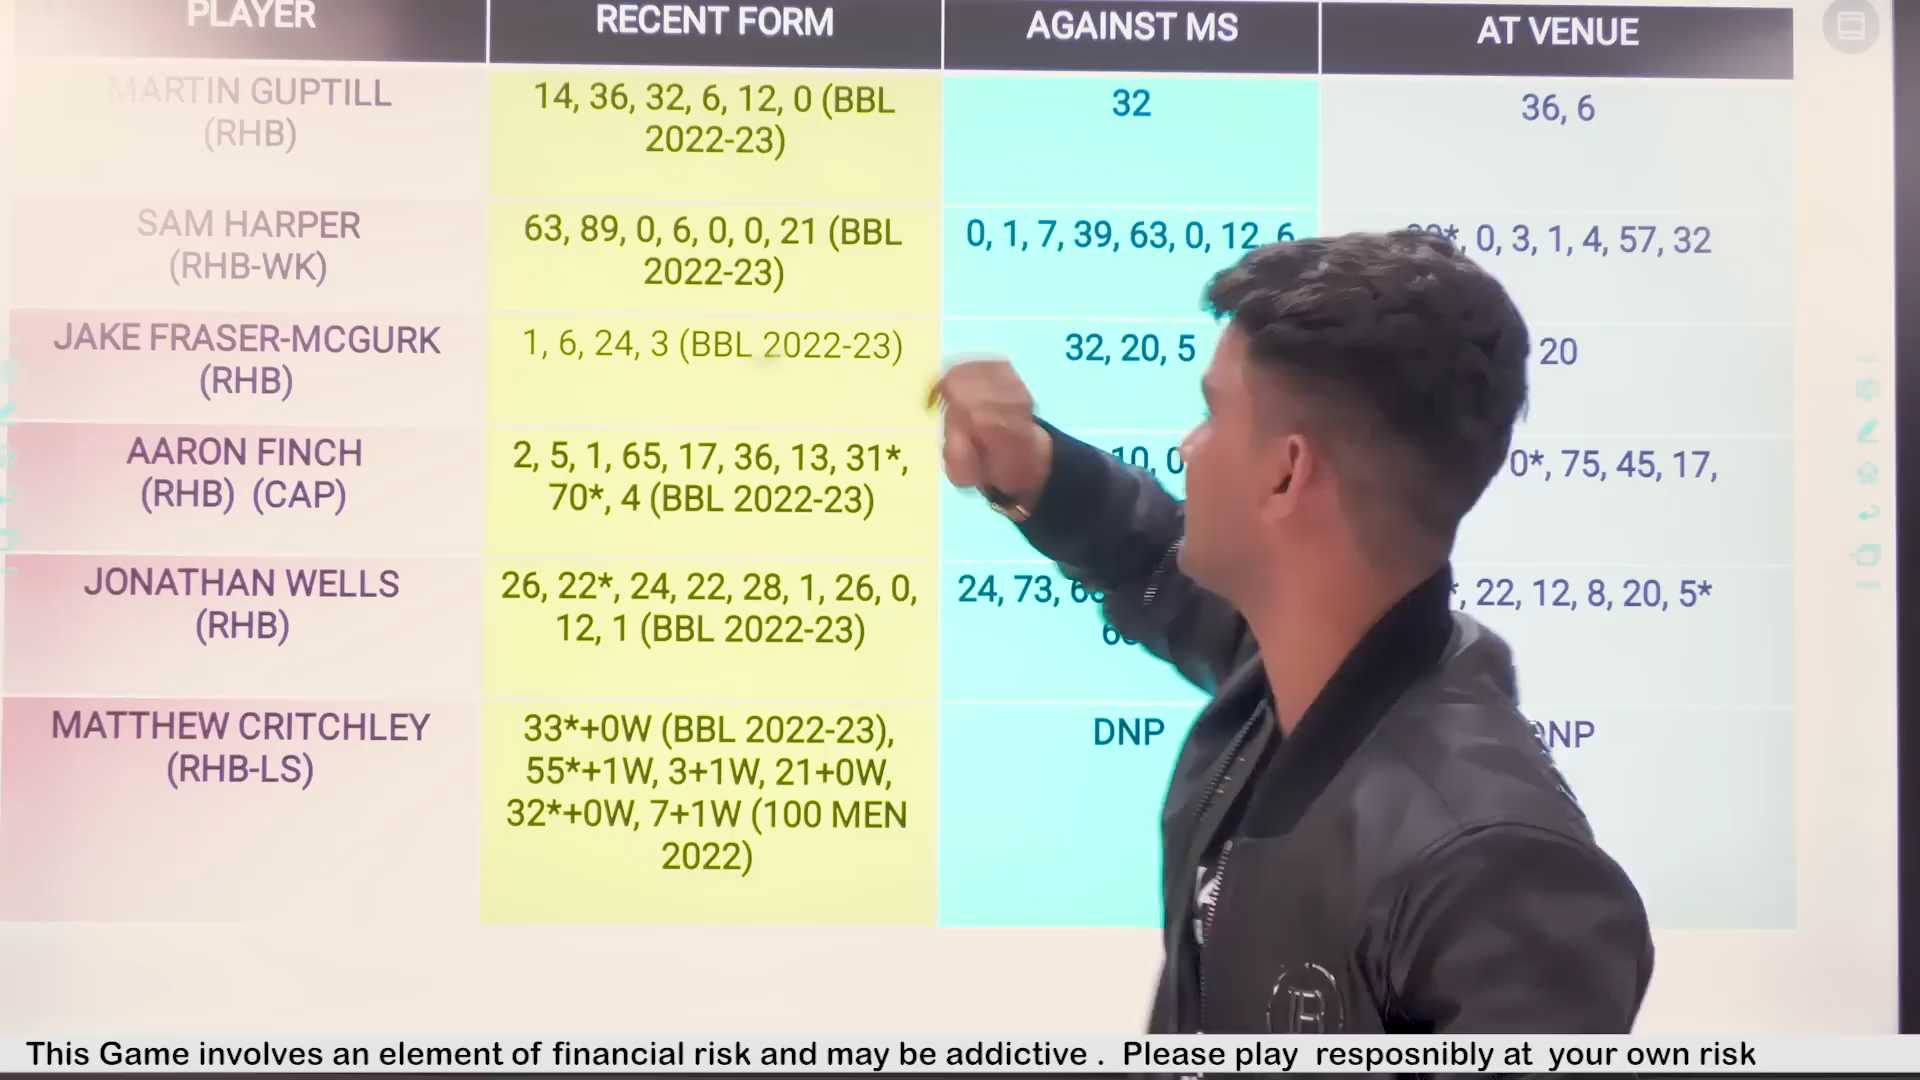 PLAYER RECENT FORM AGAINST MS AT VENUE
MARTIN GUPTILL
(RHB)
14, 36, 32, 6, 12, 0 (BBL
2022-23)
32
36, 6
SAM HARPER
(RHB-WK)
63, 89, 0, 6, 0, 0, 21 (BBL
2022-23)
0, 1, 7, 39, 63, 0, 12, 6
0, 3, 1, 4, 57, 32
JAKE FRASER-MCGURK
(RHB)
1, 6, 24, 3 (BBL 2022-23)
32, 20, 5
20
AARON FINCH
(RHB) (CAP)
2, 5, 1, 65, 17, 36, 13, 31*,
70*, 4 (BBL 2022-23)
75, 45, 17,
JONATHAN WELLS
(RHB)
26, 22*, 24, 22, 28, 1, 26, 0,
12, 1 (BBL 2022-23)
24, 73,
22, 12, 8, 20, 5*
MATTHEW CRITCHLEY
(RHB-LS)
33*+0W (BBL 2022-23),
55*+1W, 3+1W, 21+0W,
32*+0W, 7+1W (100 MEN
2022)
DNP
DNP
This Game involves an element of financial risk and may be addictive . Please play resposnibly at your own risk